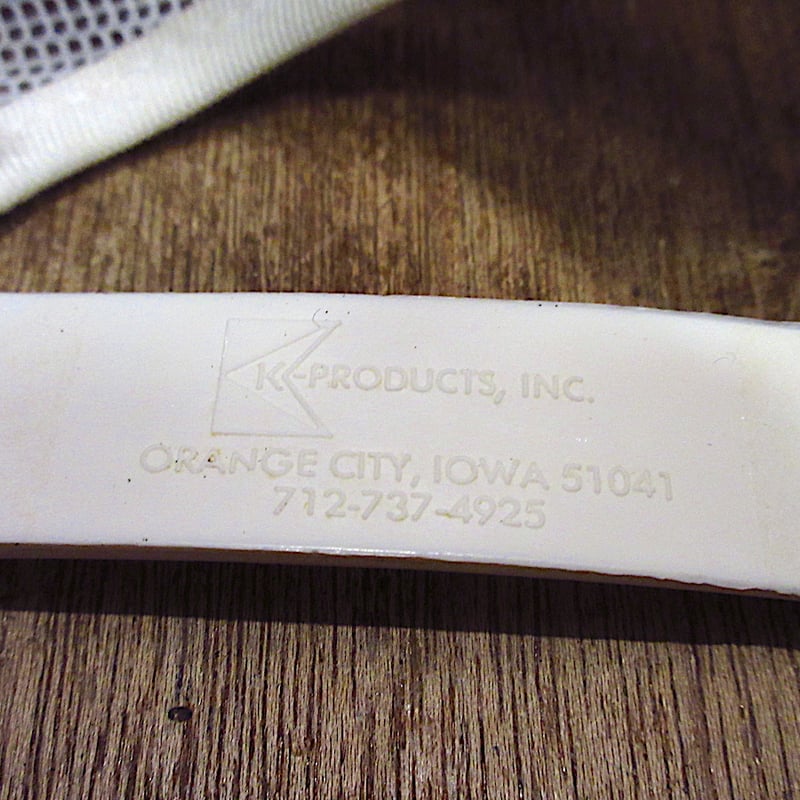 K-PRODUCTS, INC.
ORANGE CITY, IOWA 51041
712-737-4925